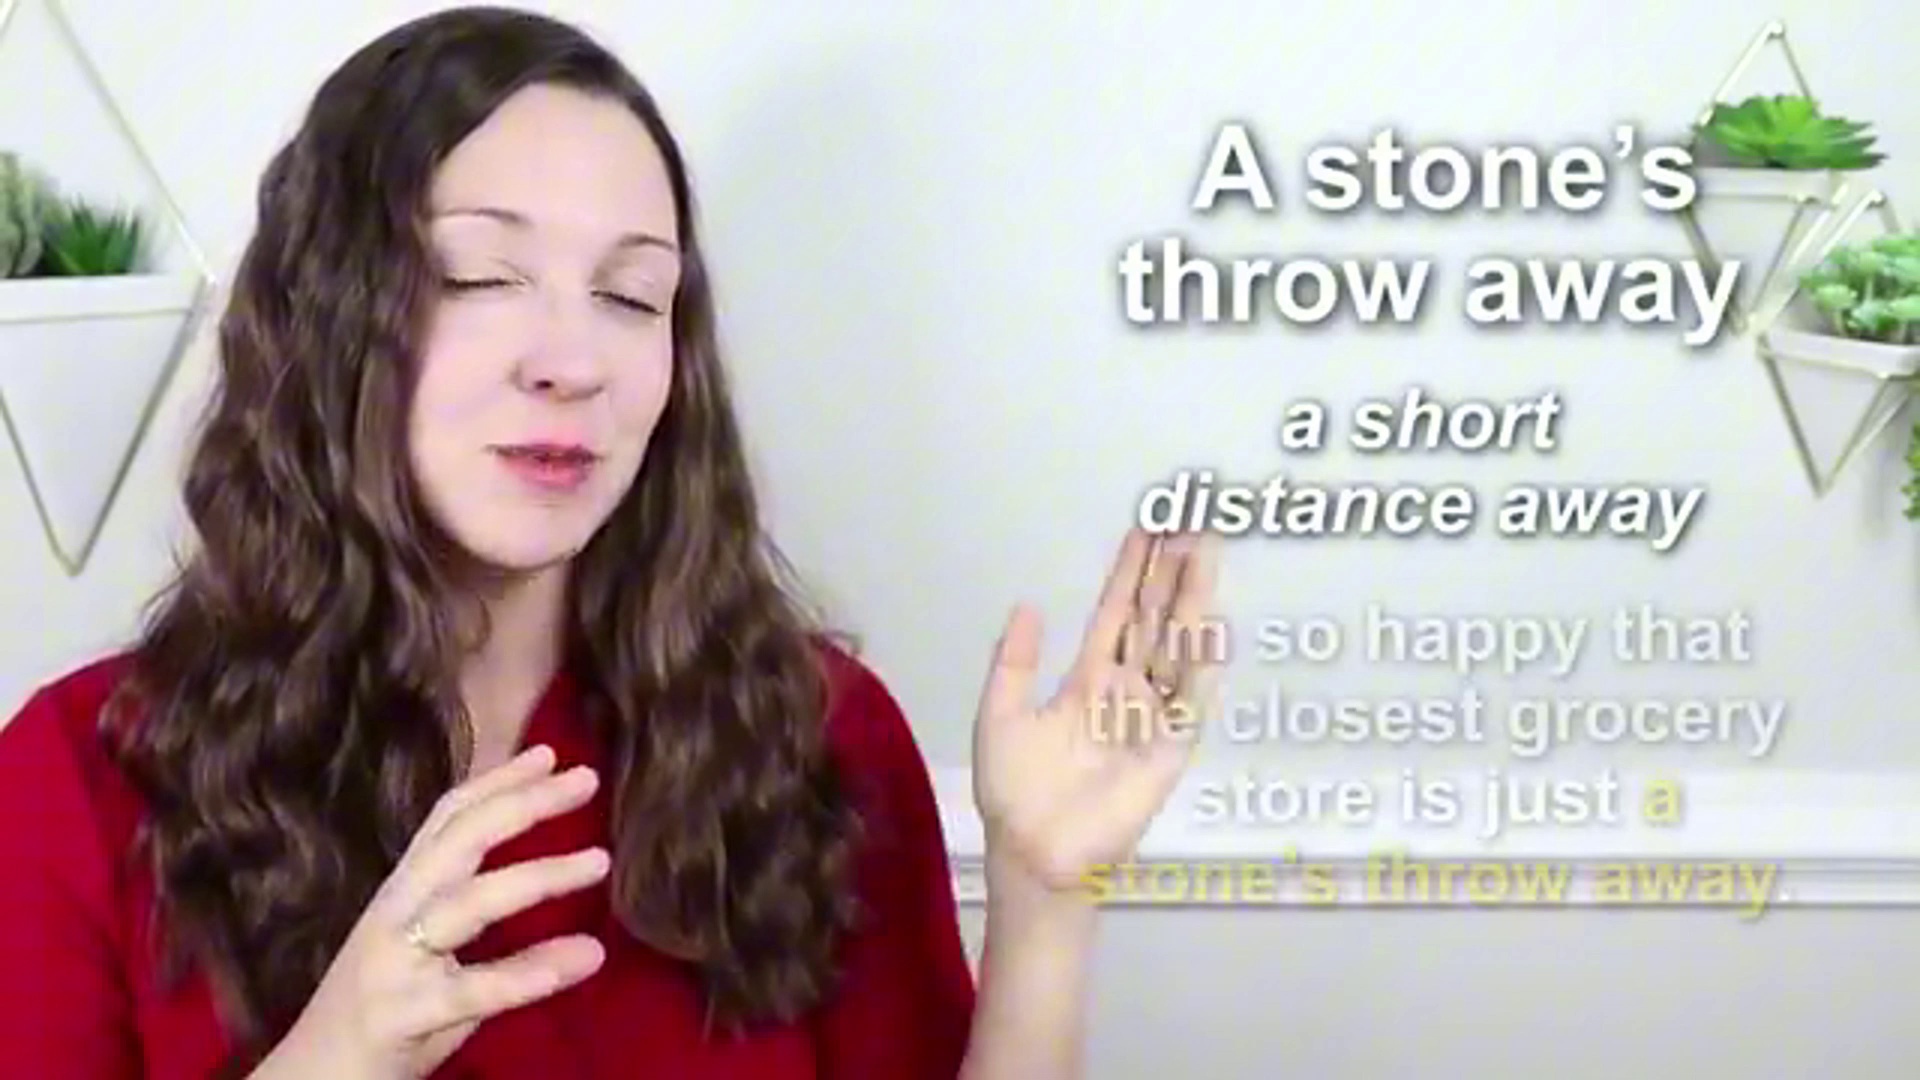 A stone’s
throw away
a short
distance away
I'm so happy that
the closest grocery
store is just a
stone's throw away.